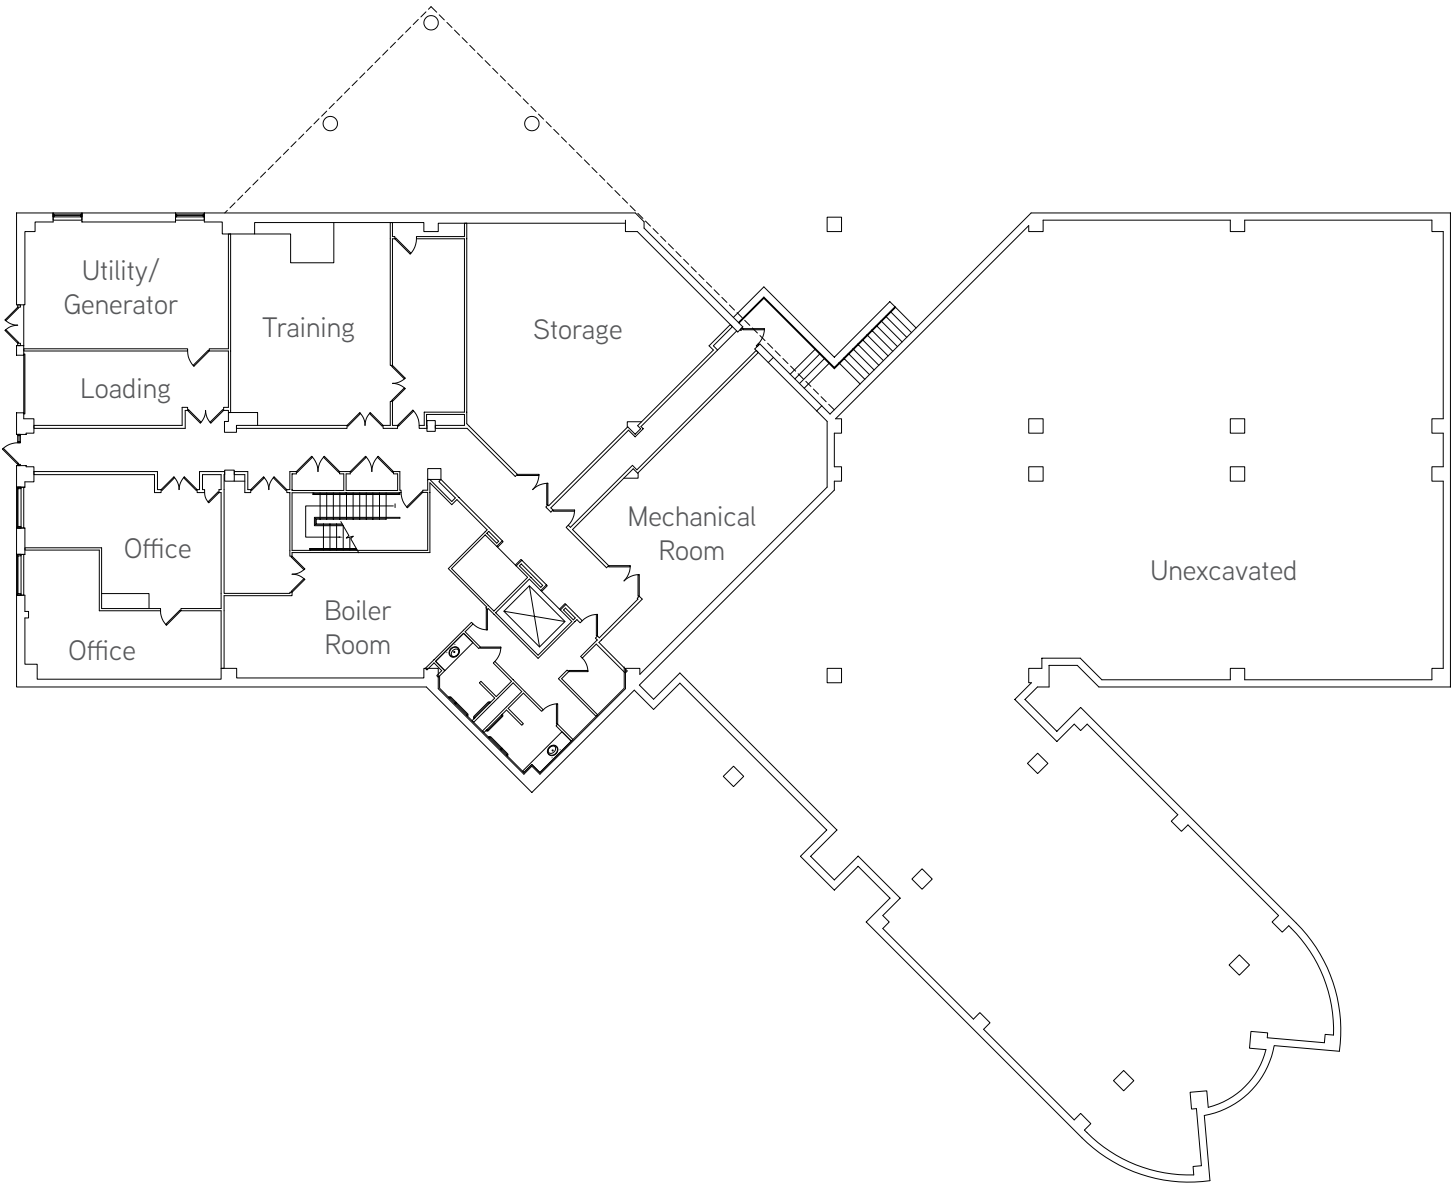 Utility/
Generator
Training
Storage
Loading
Mechanical
Room
Office
Unexcavated
Boiler
Room
Office